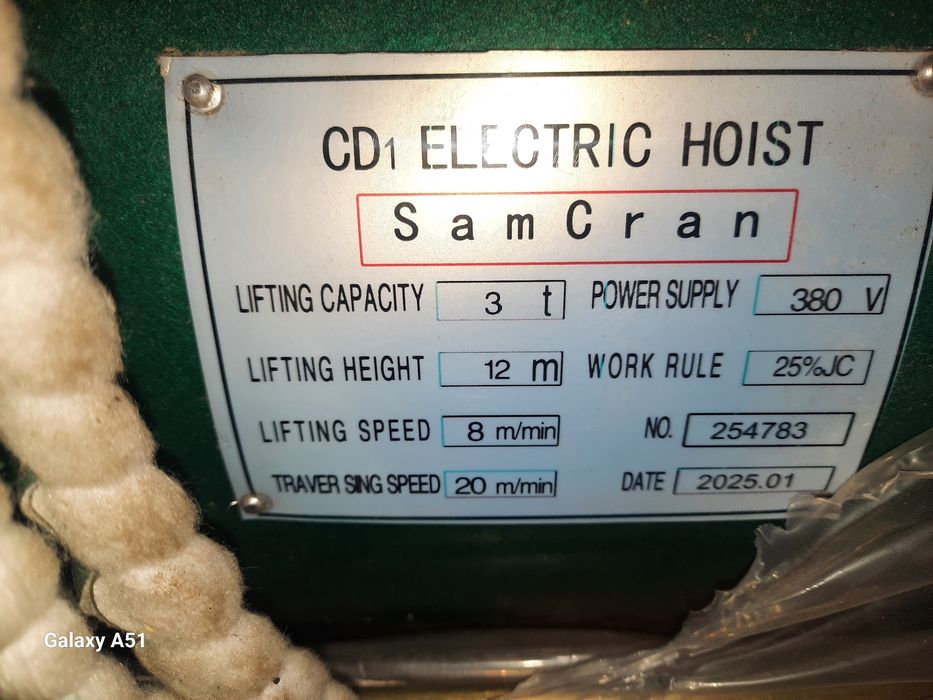 CD1 ELECTRIC HOIST
SamCran
LIFTING CAPACITY 3 t POWER SUPPLY 380 V
LIFTING HEIGHT 12 m WORK RULE 25%JC
LIFTING SPEED 8 m/min NO. 254783
TRAVER SING SPEED 20 m/min DATE 2025.01
Galaxy A51